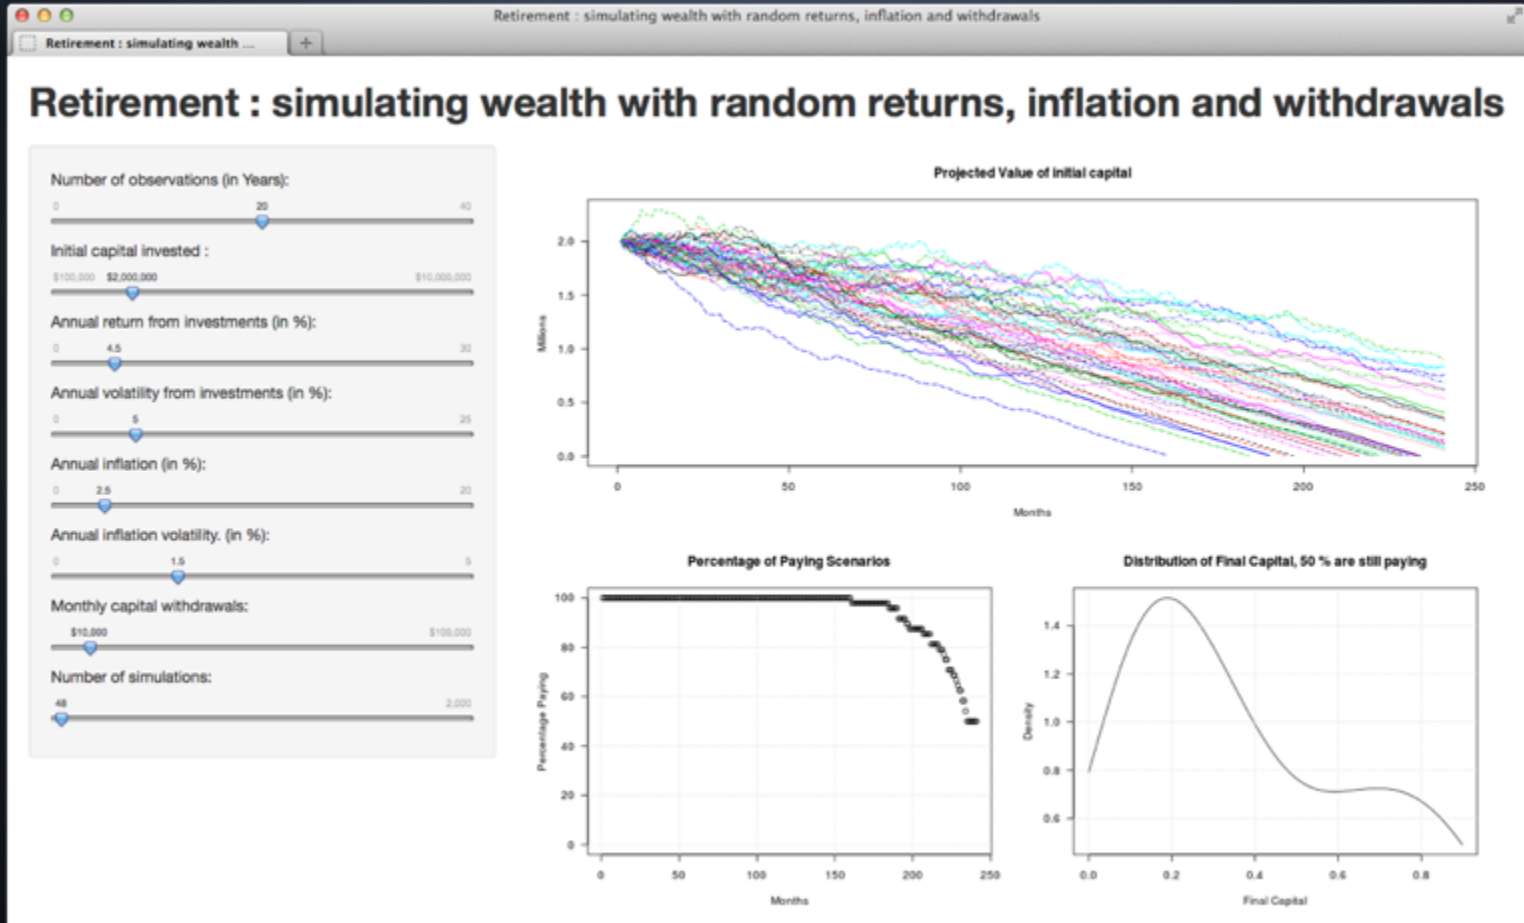 Retirement : simulating wealth with random returns, inflation and withdrawals
Retirement : simulating wealth ...
+
Retirement : simulating wealth with random returns, inflation and withdrawals
Number of observations (in Years):
0 20 40
Initial capital invested :
$100,000 $2,000,000 $10,000,000
Annual return from investments (in %):
0 4.5 30
Annual volatility from investments (in %):
0 5 25
Annual inflation (in %):
0 2.5 20
Annual inflation volatility. (in %):
0 1.5 5
Monthly capital withdrawals:
$10,000 $100,000
Number of simulations:
48 2,000
Projected Value of initial capital
Millions
2.0
1.5
1.0
0.5
0.0
0 50 100 150 200 250
Months
Percentage of Paying Scenarios
Percentage Paying
100
80
60
40
20
0
0 50 100 150 200 250
Months
Distribution of Final Capital, 50 % are still paying
Density
1.4
1.2
1.0
0.8
0.6
0.0 0.2 0.4 0.6 0.8
Final Capital